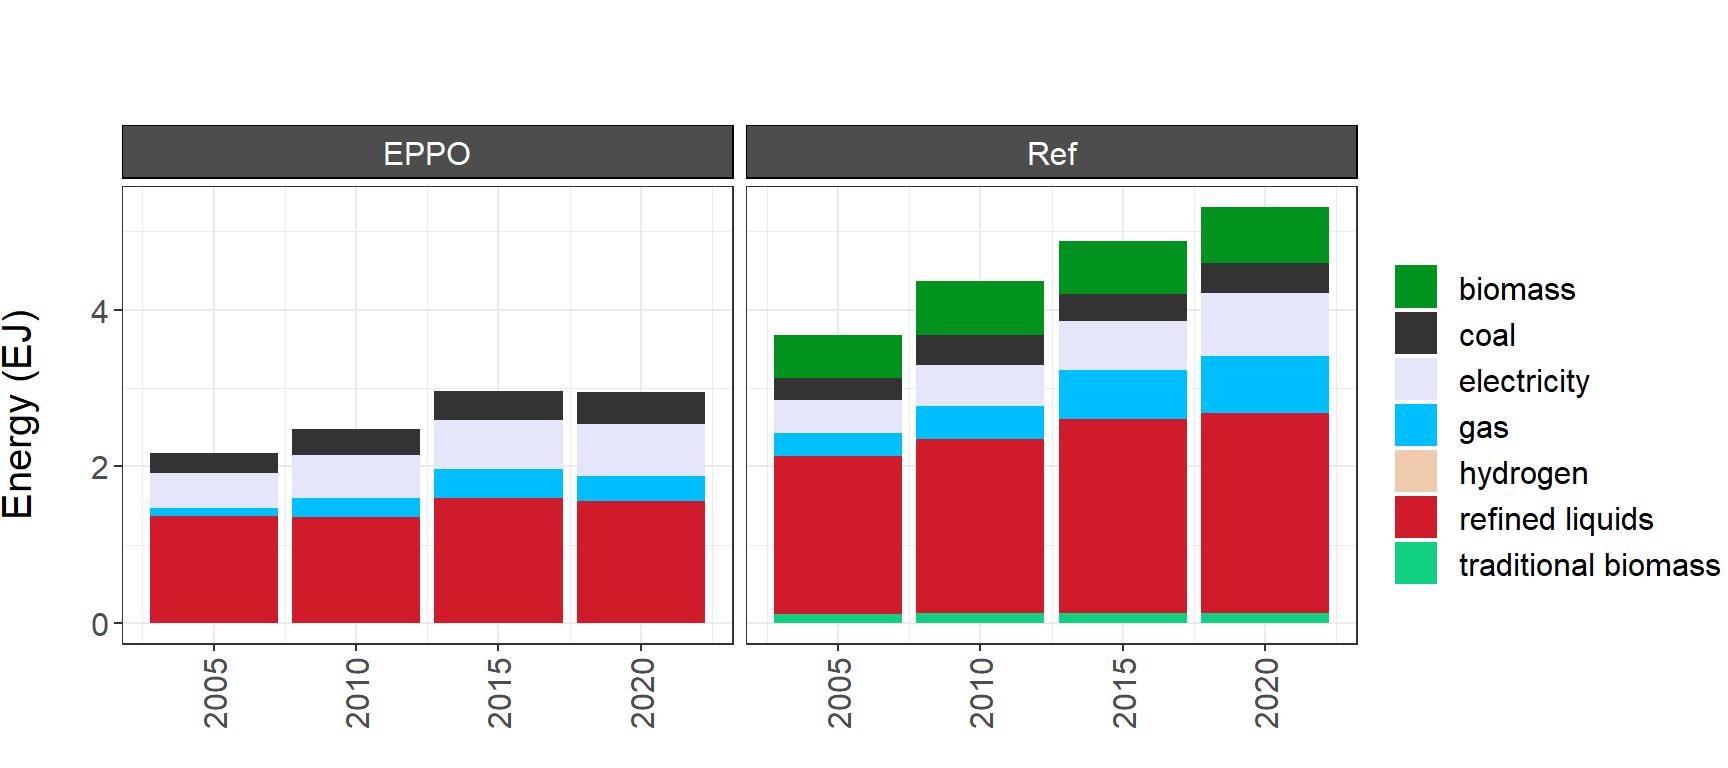 EPPO
Ref
Energy (EJ)
4
2
0
2005
2010
2015
2020
2005
2010
2015
2020
biomass
coal
electricity
gas
hydrogen
refined liquids
traditional biomass